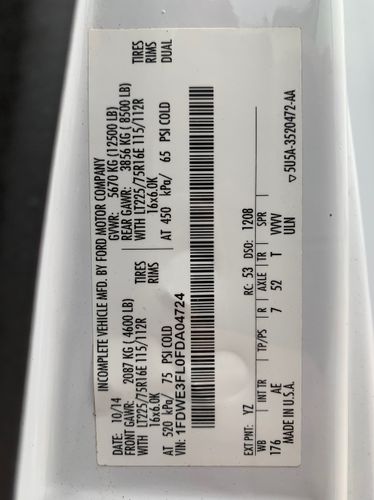 INCOMPLETE VEHICLE MFD. BY FORD MOTOR COMPANY
DATE: 10/14 GVWR: 5670 KG (12500 LB)
FRONT GAWR: 2087 KG (4600 LB) REAR GAWR: 3856 KG (8500 LB)
WITH LT225/75R16E 115/112R TIRES WITH LT225/75R16E 115/112R TIRES
16x6.0K RIMS 16x6.0K RIMS
AT 520 kPa/ 75 PSI COLD AT 450 kPa/ 65 PSI COLD DUAL
VIN: 1FDWE3FL0FDA04724
EXT PNT: YZ RC: 53 DSO: 1208
WB INT TR TP/PS R AXLE TR SPR
176 AE 7 52 T VWV
MADE IN U.S.A. ULN
▽5U5A-3520472-AA